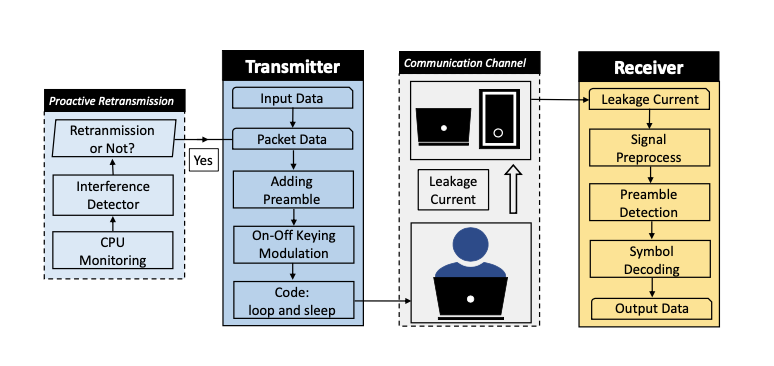 Proactive Retransmission
Retranmission
or Not?
Interference
Detector
CPU
Monitoring
Yes
Transmitter
Input Data
Packet Data
Adding
Preamble
On-Off Keying
Modulation
Code:
loop and sleep
Communication Channel
Leakage
Current
Receiver
Leakage Current
Signal
Preprocess
Preamble
Detection
Symbol
Decoding
Output Data